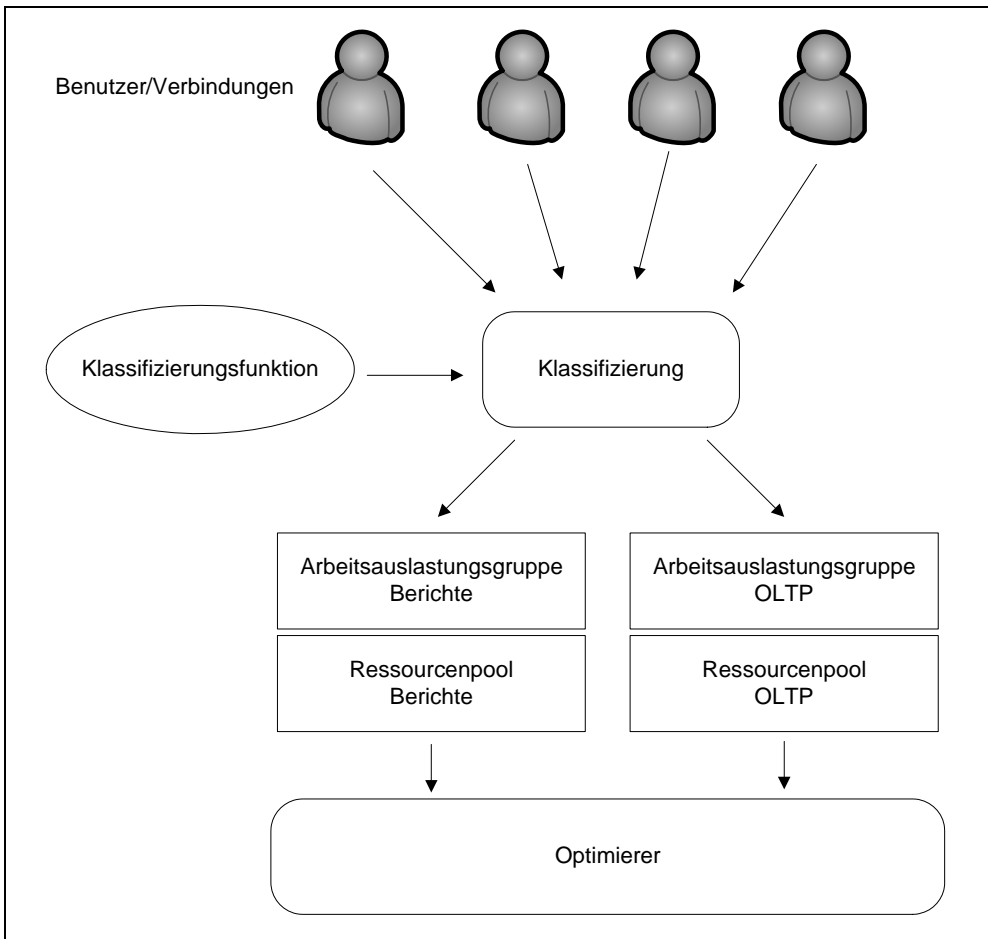 Benutzer/Verbindungen
Klassifizierungsfunktion
Klassifizierung
Arbeitsauslastungsgruppe
Berichte
Arbeitsauslastungsgruppe
OLTP
Ressourcenpool
Berichte
Ressourcenpool
OLTP
Optimierer